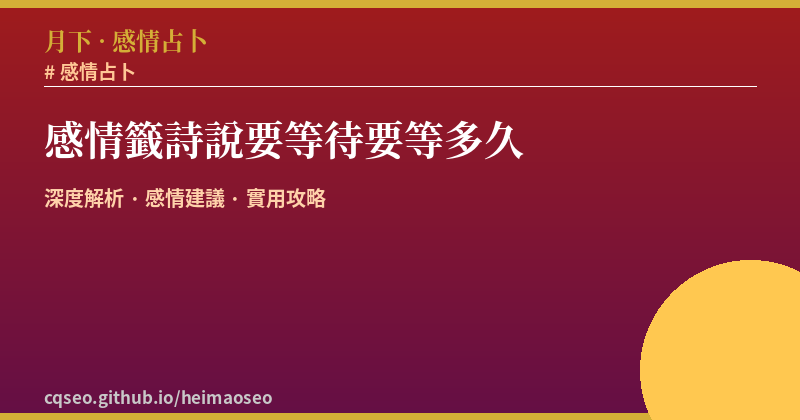 月下 · 感情占卜
# 感情占卜
感情籤詩說要等待要等多久
深度解析 · 感情建議 · 實用攻略
cqseo.github.io/heimaoseo